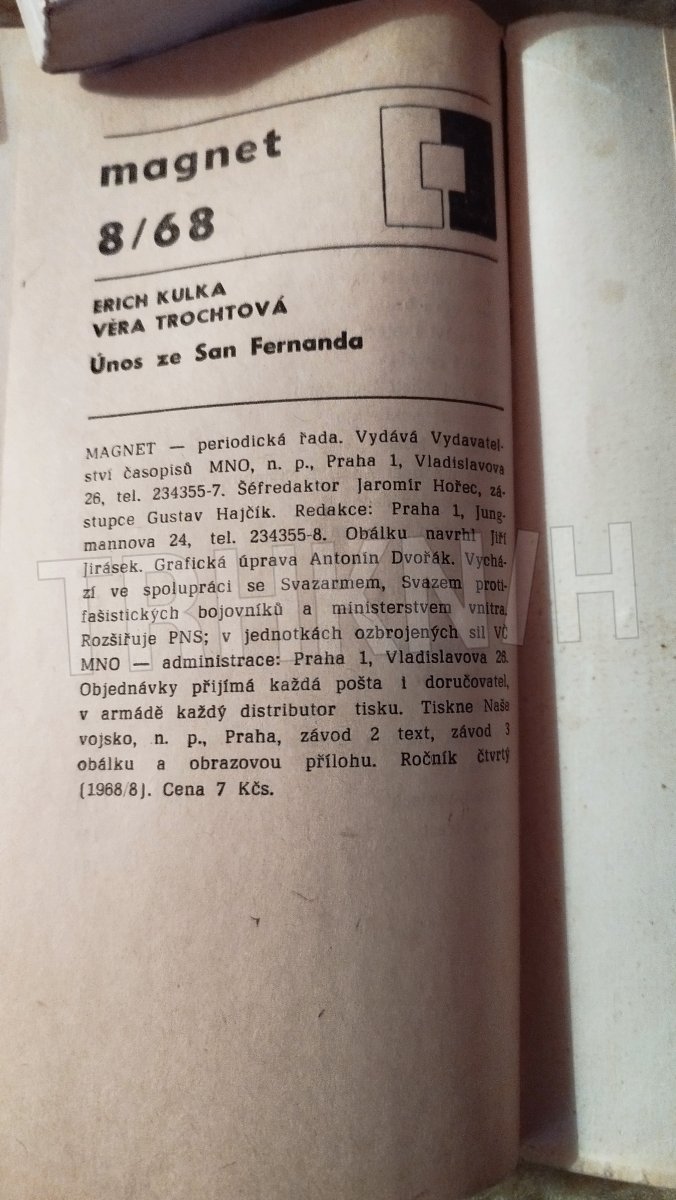 magnet
8/68
ERICH KULKA
VĚRA TROCHTOVÁ
Únos ze San Fernanda
MAGNET — periodická řada. Vydává Vydavatel-
ství časopisů MNO, n. p., Praha 1, Vladislavova
26, tel. 234355-7. Šéfredaktor Jaromír Hořec, zá-
stupce Gustav Hajčík. Redakce: Praha 1, Jung-
mannova 24, tel. 234355-8. Obálku navrhl Jiří
Jirásek. Grafická úprava Antonín Dvořák. Vychá-
zí ve spolupráci se Svazarmem, Svazem proti-
fašistických bojovníků a ministerstvem vnitra.
Rozšiřuje PNS; v jednotkách ozbrojených sil VČ
MNO — administrace: Praha 1, Vladislavova 26.
Objednávky přijímá každá pošta i doručovatel,
v armádě každý distributor tisku. Tiskne Naše
vojsko, n. p., Praha, závod 2 text, závod 3
obálku a obrazovou přílohu. Ročník čtvrtý
(1968/8). Cena 7 Kčs.